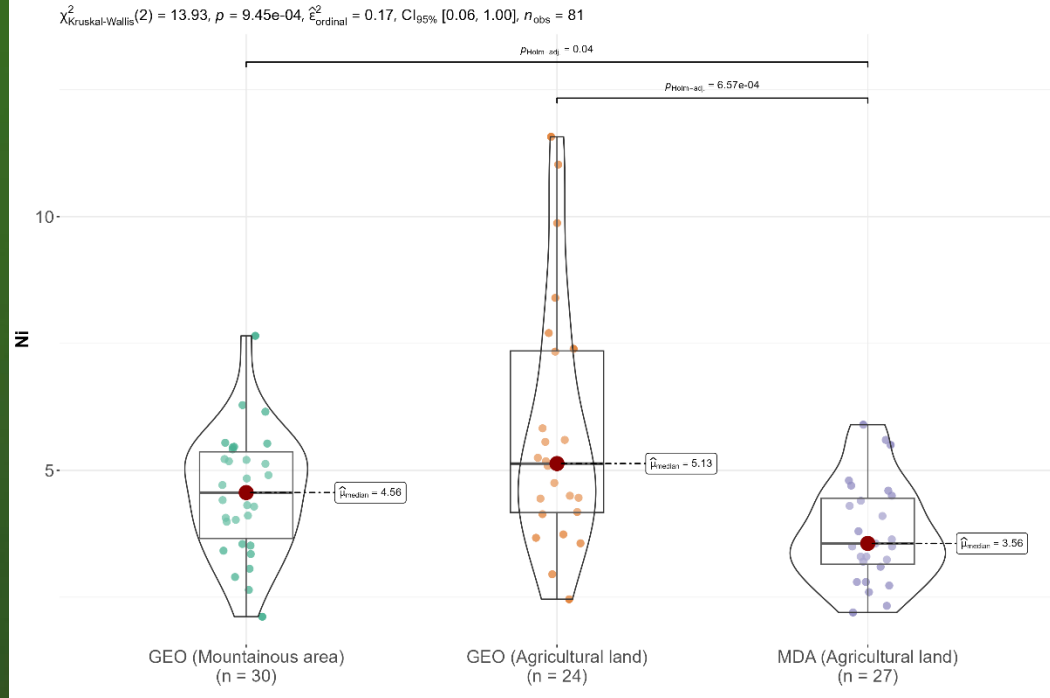 χ²Kruskal-Wallis(2) = 13.93, p = 9.45e-04, ε̂²ordinal = 0.17, CI95% [0.06, 1.00], nobs = 81
pHolm-adj. = 0.04
pHolm-adj. = 6.57e-04
10
Ni
μ̂median = 5.13
5
μ̂median = 4.56
μ̂median = 3.56
GEO (Mountainous area)
(n = 30)
GEO (Agricultural land)
(n = 24)
MDA (Agricultural land)
(n = 27)